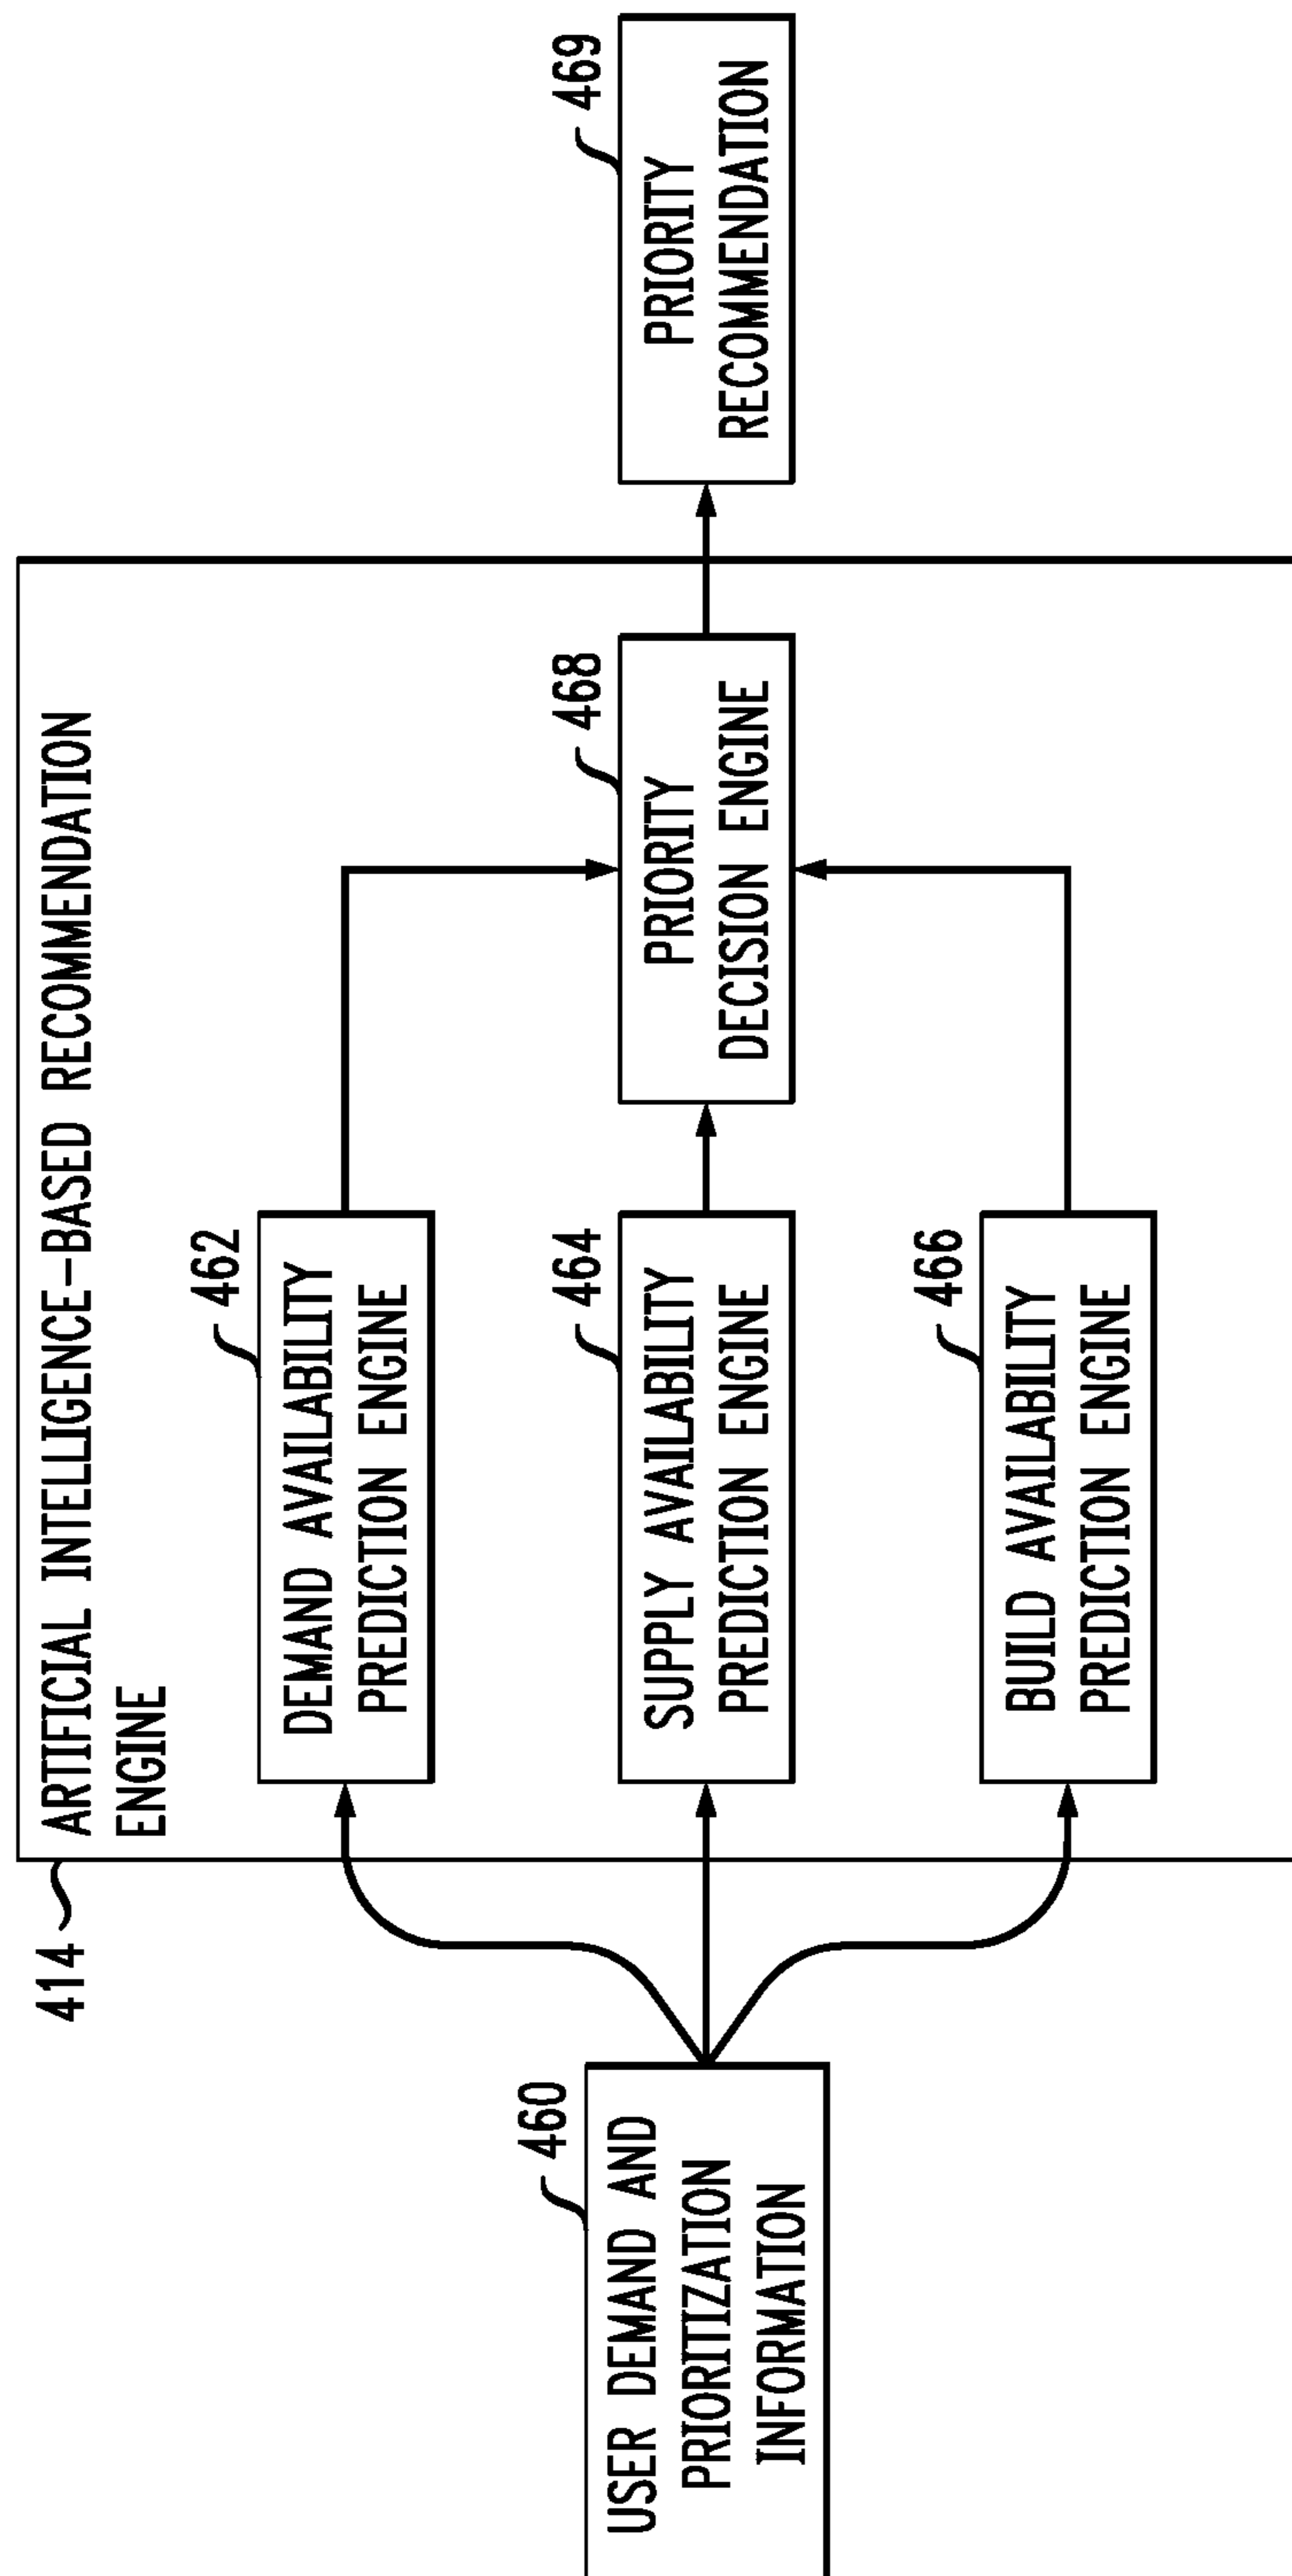 414
ARTIFICIAL INTELLIGENCE-BASED RECOMMENDATION
ENGINE
460
USER DEMAND AND
PRIORITIZATION
INFORMATION
462
DEMAND AVAILABILITY
PREDICTION ENGINE
464
SUPPLY AVAILABILITY
PREDICTION ENGINE
466
BUILD AVAILABILITY
PREDICTION ENGINE
468
PRIORITY
DECISION ENGINE
469
PRIORITY
RECOMMENDATION